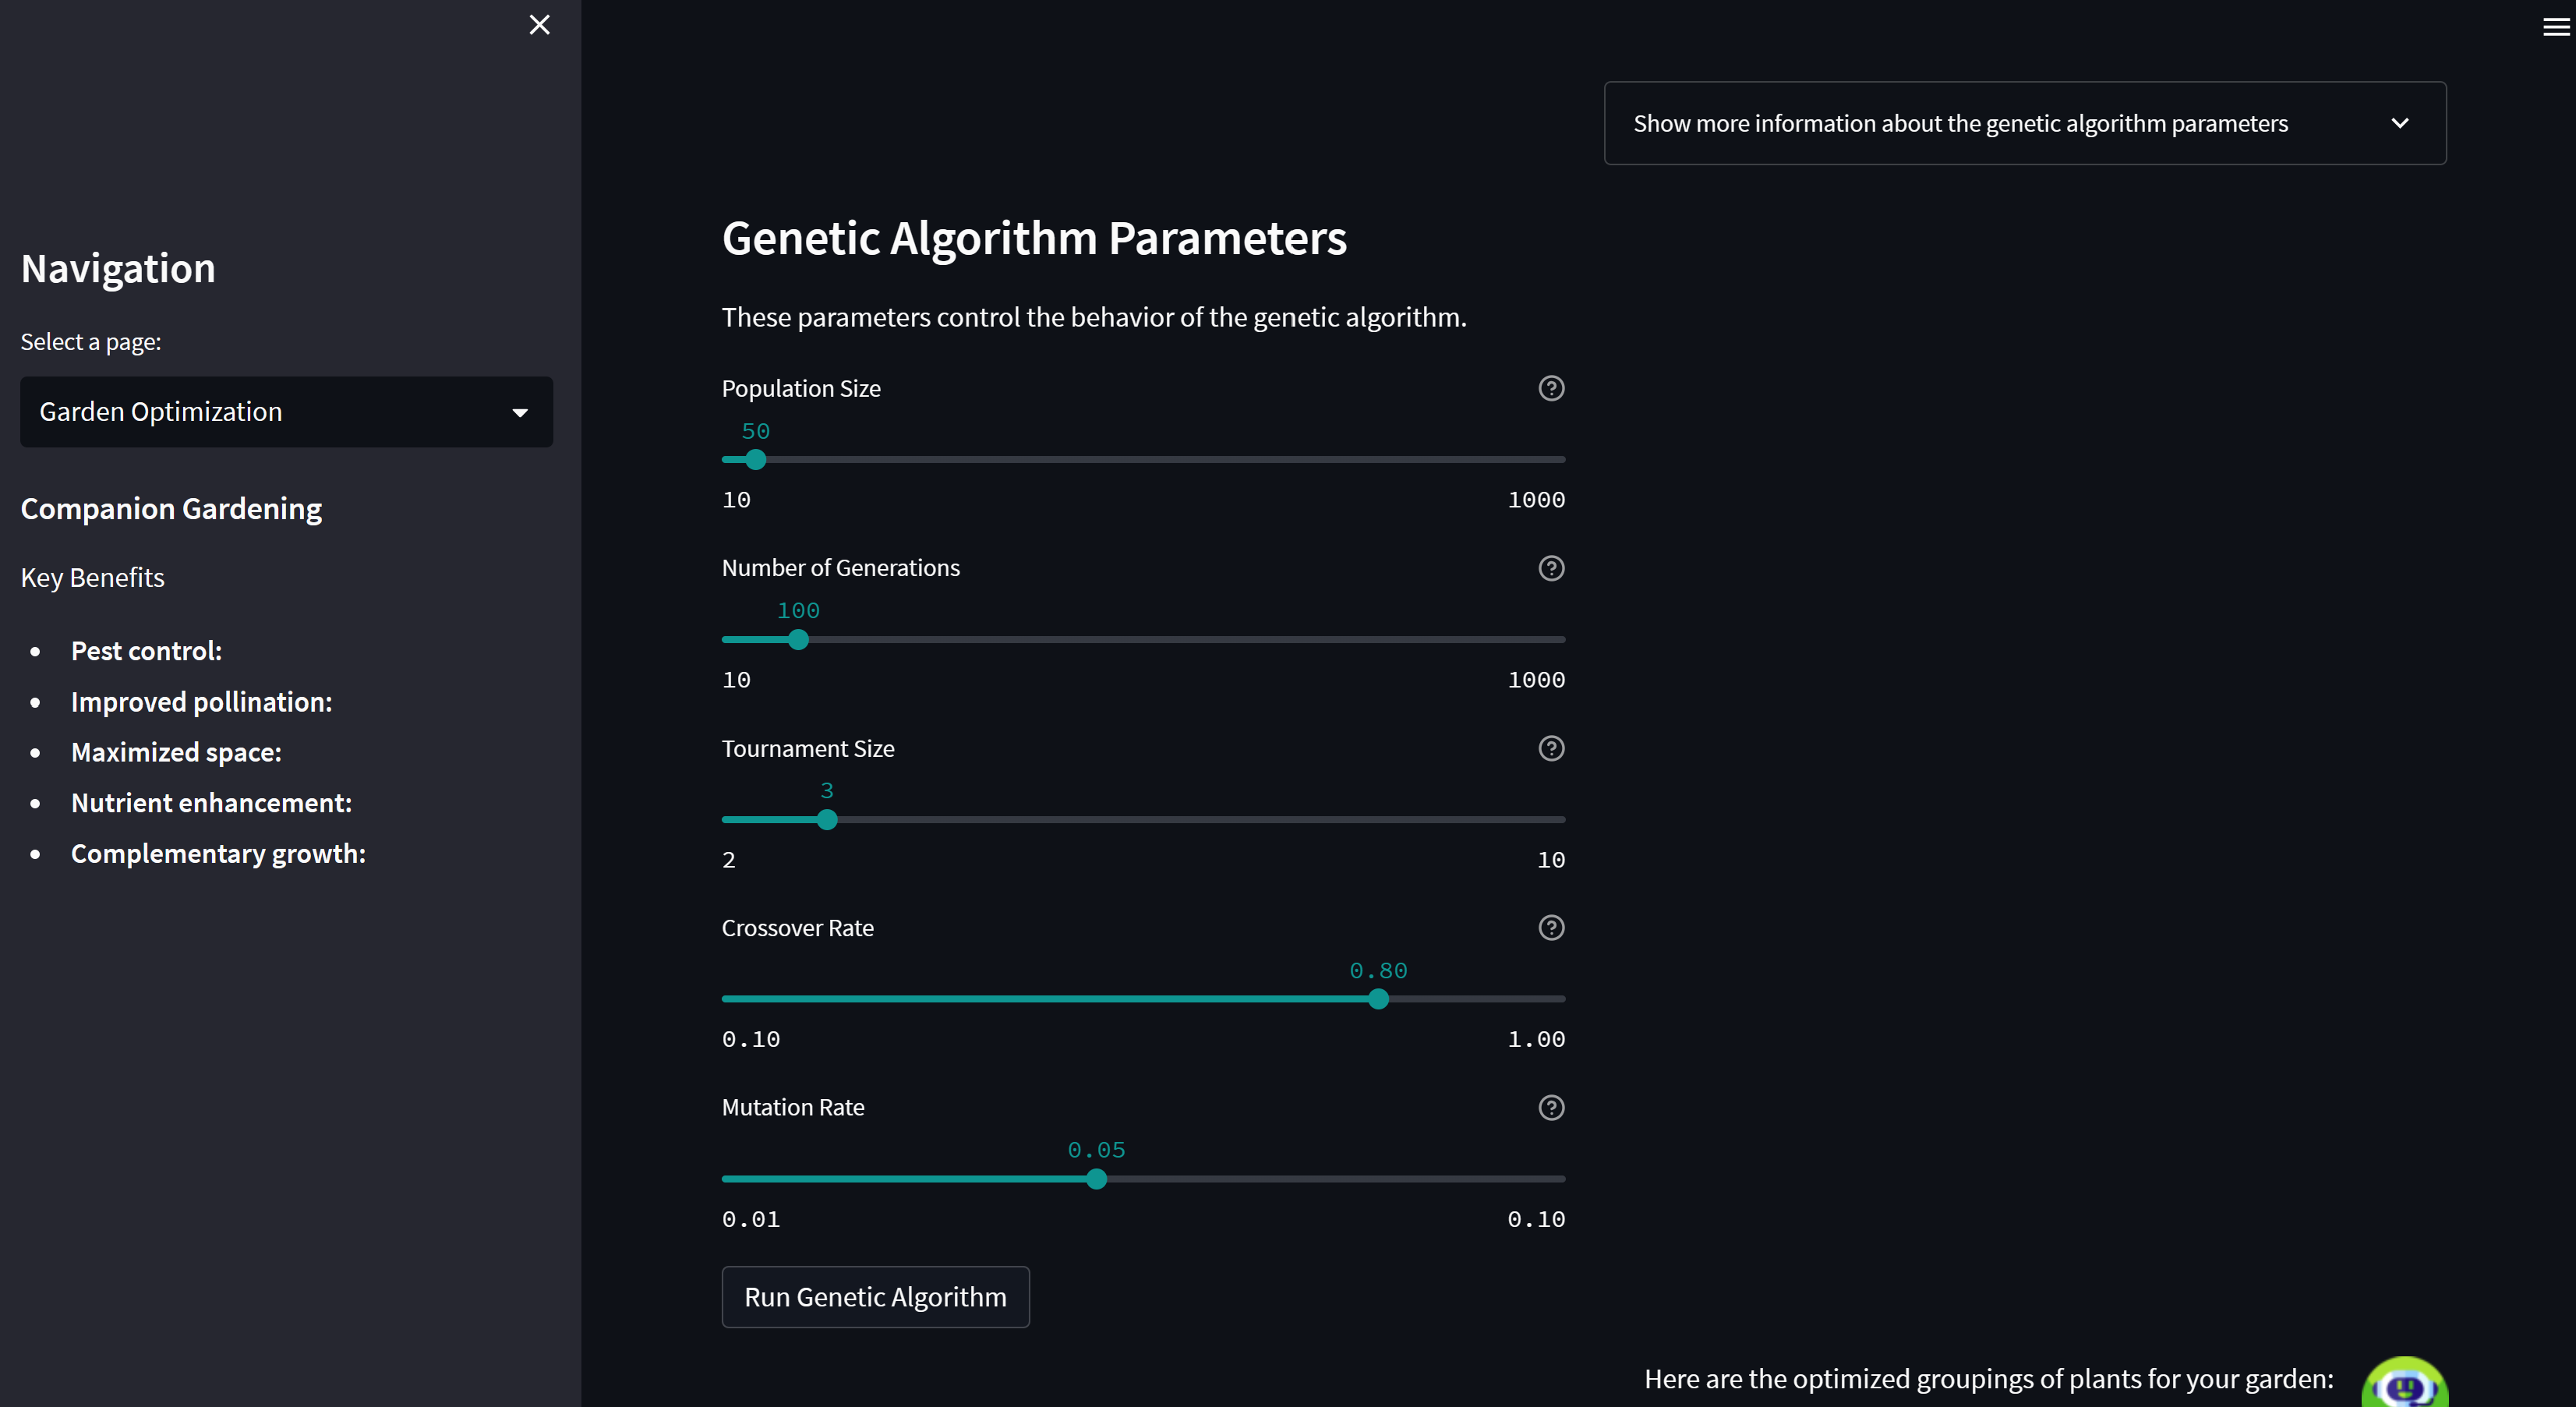 Navigation
Select a page:
Garden Optimization
Companion Gardening
Key Benefits
Pest control:
Improved pollination:
Maximized space:
Nutrient enhancement:
Complementary growth:
Show more information about the genetic algorithm parameters
Genetic Algorithm Parameters
These parameters control the behavior of the genetic algorithm.
Population Size
50
10 1000
Number of Generations
100
10 1000
Tournament Size
3
2 10
Crossover Rate
0.80
0.10 1.00
Mutation Rate
0.05
0.01 0.10
Run Genetic Algorithm
Here are the optimized groupings of plants for your garden: